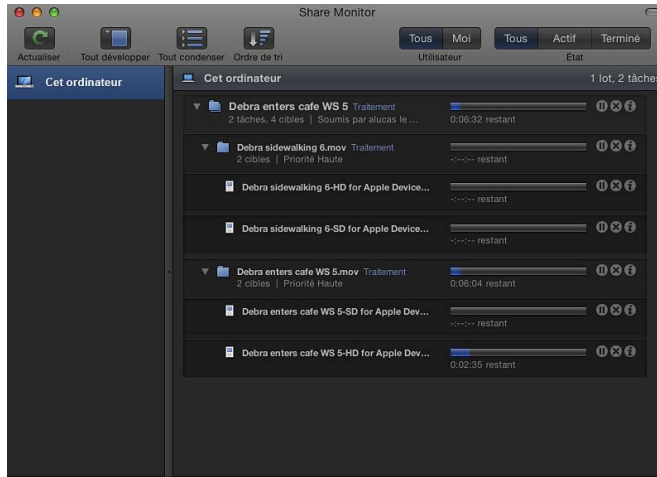 Share Monitor
Tous Moi Tous Actif Terminé
Actualiser Tout développer Tout condenser Ordre de tri Utilisateur État
Cet ordinateur
Cet ordinateur 1 lot, 2 tâches
Debra enters cafe WS 5 Traitement
2 tâches, 4 cibles | Soumis par alucas le ... 0:06:32 restant
Debra sidewalking 6.mov Traitement
2 cibles | Priorité Haute -:--:-- restant
Debra sidewalking 6-HD for Apple Device...
-:--:-- restant
Debra sidewalking 6-SD for Apple Device...
-:--:-- restant
Debra enters cafe WS 5.mov Traitement
2 cibles | Priorité Haute 0:06:04 restant
Debra enters cafe WS 5-SD for Apple Dev...
-:--:-- restant
Debra enters cafe WS 5-HD for Apple Dev...
0:02:35 restant